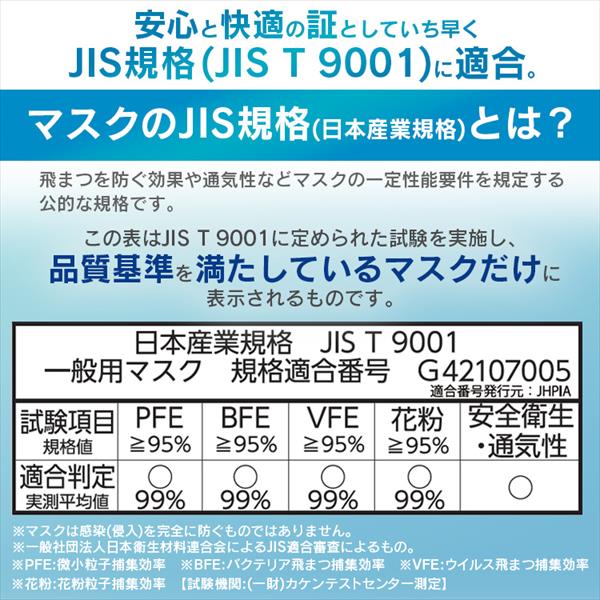 安心と快適の証としていち早く
JIS規格(JIS T 9001)に適合。
マスクのJIS規格(日本産業規格)とは？
飛まつを防ぐ効果や通気性などマスクの一定性能要件を規定する
公的な規格です。
この表はJIS T 9001に定められた試験を実施し、
品質基準を満たしているマスクだけに
表示されるものです。
日本産業規格 JIS T 9001
一般用マスク 規格適合番号 G42107005
適合番号発行元：JHPIA
試験項目 PFE BFE VFE 花粉 安全衛生
規格値 ≧95% ≧95% ≧95% ≧95% ・通気性
適合判定 ○ ○ ○ ○ ○
実測平均値 99% 99% 99% 99%
※マスクは感染(侵入)を完全に防ぐものではありません。
※一般社団法人日本衛生材料連合会によるJIS適合審査によるもの。
※PFE:微小粒子捕集効率 ※BFE:バクテリア飛まつ捕集効率 ※VFE:ウイルス飛まつ捕集効率
※花粉:花粉粒子捕集効率 【試験機関:(一財)カケンテストセンター測定】